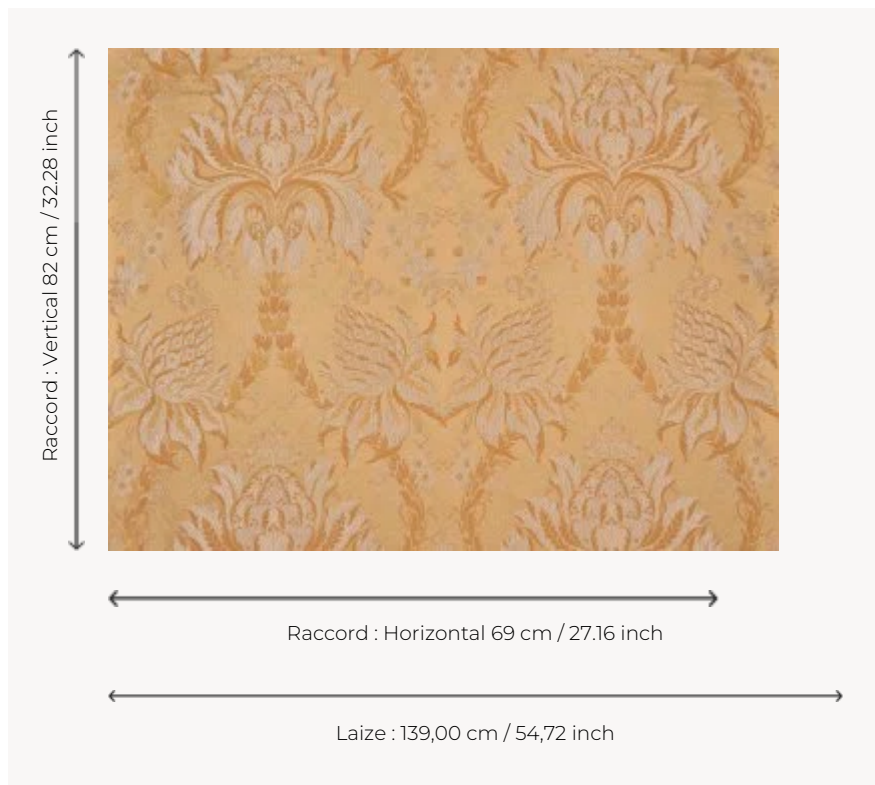 Raccord : Vertical 82 cm / 32.28 inch
Raccord : Horizontal 69 cm / 27.16 inch
Laize : 139,00 cm / 54,72 inch